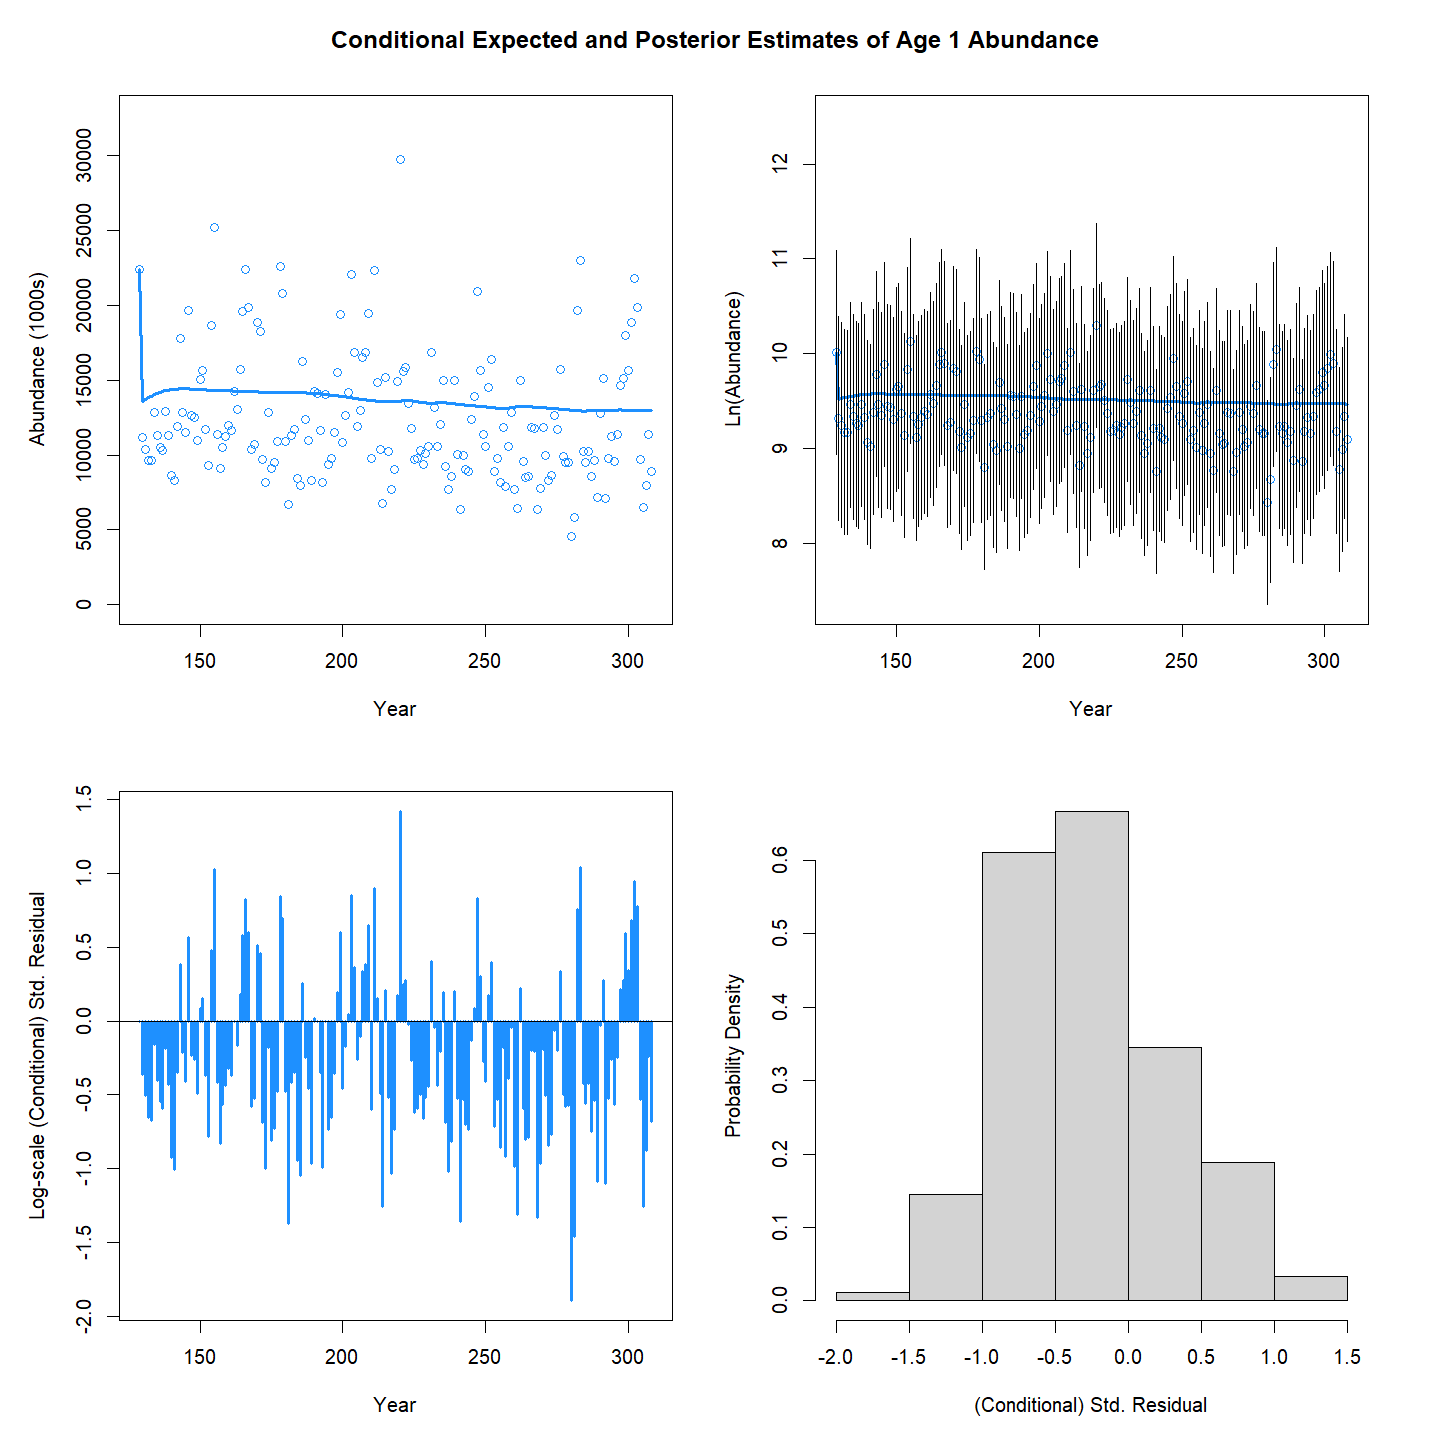 Conditional Expected and Posterior Estimates of Age 1 Abundance
Abundance (1000s)
30000
25000
20000
15000
10000
5000
0
150 200 250 300
Year
Ln(Abundance)
12
11
10
9
8
150 200 250 300
Year
Log-scale (Conditional) Std. Residual
1.5
1.0
0.5
0.0
-0.5
-1.0
-1.5
-2.0
150 200 250 300
Year
Probability Density
0.6
0.5
0.4
0.3
0.2
0.1
0.0
-2.0 -1.5 -1.0 -0.5 0.0 0.5 1.0 1.5
(Conditional) Std. Residual